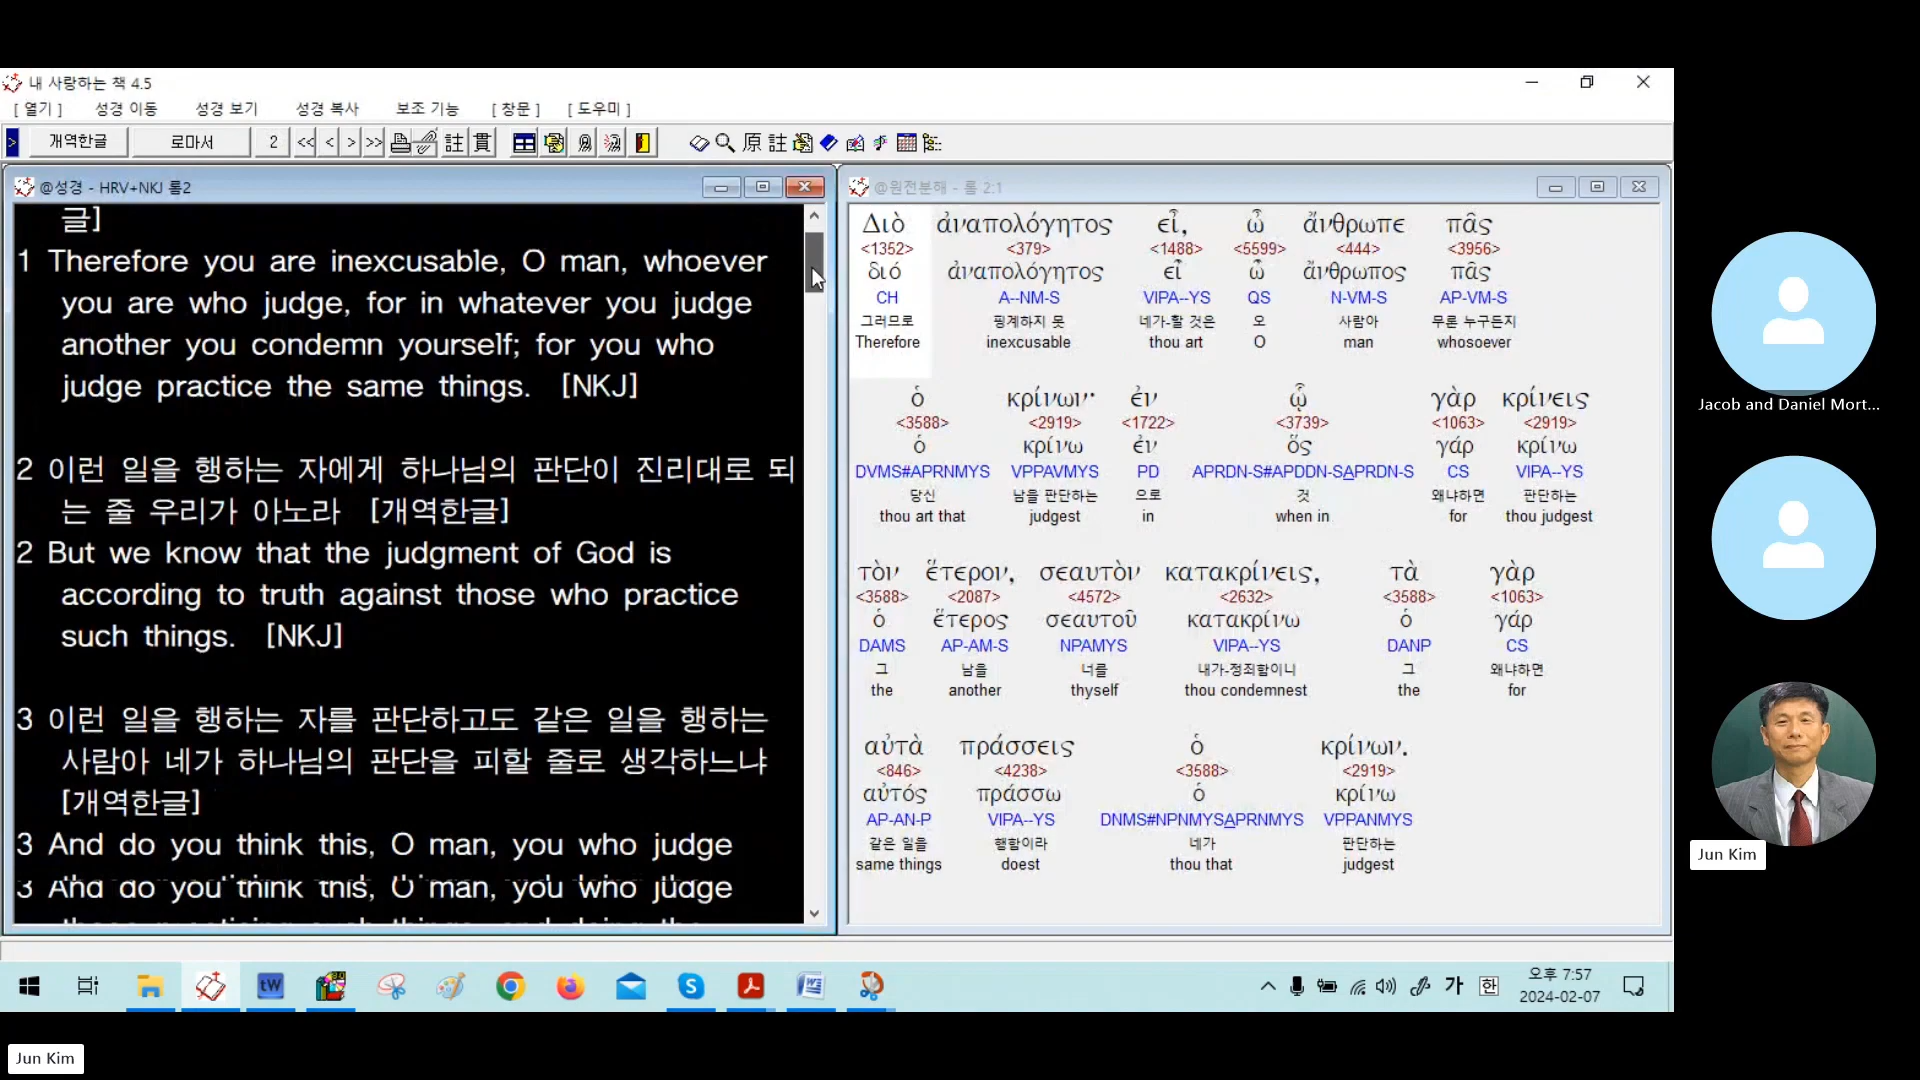 내 사랑하는 책 4.5
[ 열기 ] 성경 이동 성경 보기 성경 복사 보조 기능 [ 창문 ] [ 도우미 ]
개역한글 로마서 2 << < > >> 註 貫 原 註
@성경 - HRV+NKJ 롬2
글]
1 Therefore you are inexcusable, O man, whoever
you are who judge, for in whatever you judge
another you condemn yourself; for you who
judge practice the same things. [NKJ]
2 이런 일을 행하는 자에게 하나님의 판단이 진리대로 되
는 줄 우리가 아노라 [개역한글]
2 But we know that the judgment of God is
according to truth against those who practice
such things. [NKJ]
3 이런 일을 행하는 자를 판단하고도 같은 일을 행하는
사람아 네가 하나님의 판단을 피할 줄로 생각하느냐
[개역한글]
3 And do you think this, O man, you who judge
3 And do you think this, O man, you who judge
@원전분해 - 롬 2:1
Διὸ ἀναπολόγητος εἶ, ὦ ἄνθρωπε πᾶς
<1352> <379> <1488> <5599> <444> <3956>
διό ἀναπολόγητος εἰ ὦ ἄνθρωπος πᾶς
CH A--NM-S VIPA--YS QS N-VM-S AP-VM-S
그러므로 핑계하지 못 네가-할 것은 오 사람아 무론 누구든지
Therefore inexcusable thou art O man whosoever
ὁ κρίνων· ἐν ᾧ γὰρ κρίνεις
<3588> <2919> <1722> <3739> <1063> <2919>
ὁ κρίνω ἐν ὅς γάρ κρίνω
DVMS#APRNMYS VPPAVMYS PD APRDN-S#APDDN-SAPRDN-S CS VIPA--YS
당신 남을 판단하는 으로 것 왜냐하면 판단하는
thou art that judgest in when in for thou judgest
τὸν ἕτερον, σεαυτὸν κατακρίνεις, τὰ γὰρ
<3588> <2087> <4572> <2632> <3588> <1063>
ὁ ἕτερος σεαυτοῦ κατακρίνω ὁ γάρ
DAMS AP-AM-S NPAMYS VIPA--YS DANP CS
그 남을 너를 내가-정죄함이니 그 왜냐하면
the another thyself thou condemnest the for
αὐτὰ πράσσεις ὁ κρίνων.
<846> <4238> <3588> <2919>
αὐτός πράσσω ὁ κρίνω
AP-AN-P VIPA--YS DNMS#NPNMYSAPRNMYS VPPANMYS
같은 일을 행함이라 네가 판단하는
same things doest thou that judgest
가 한
오후 7:57
2024-02-07
Jacob and Daniel Mort...
Jun Kim
Jun Kim